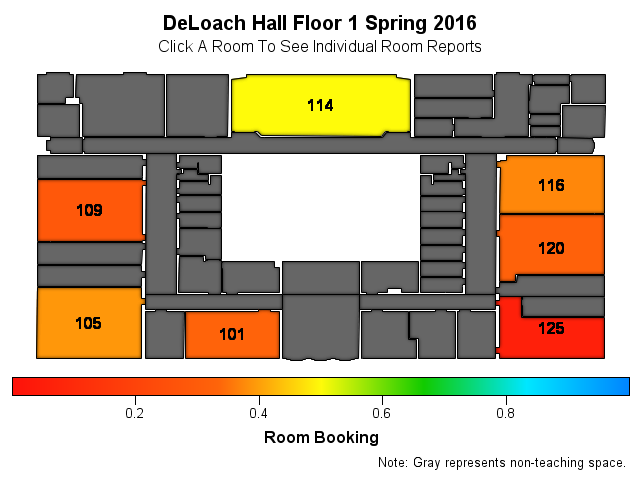 DeLoach Hall Floor 1 Spring 2016
Click A Room To See Individual Room Reports
114
116
109
120
105
125
101
0.2 0.4 0.6 0.8
Room Booking
Note: Gray represents non-teaching space.